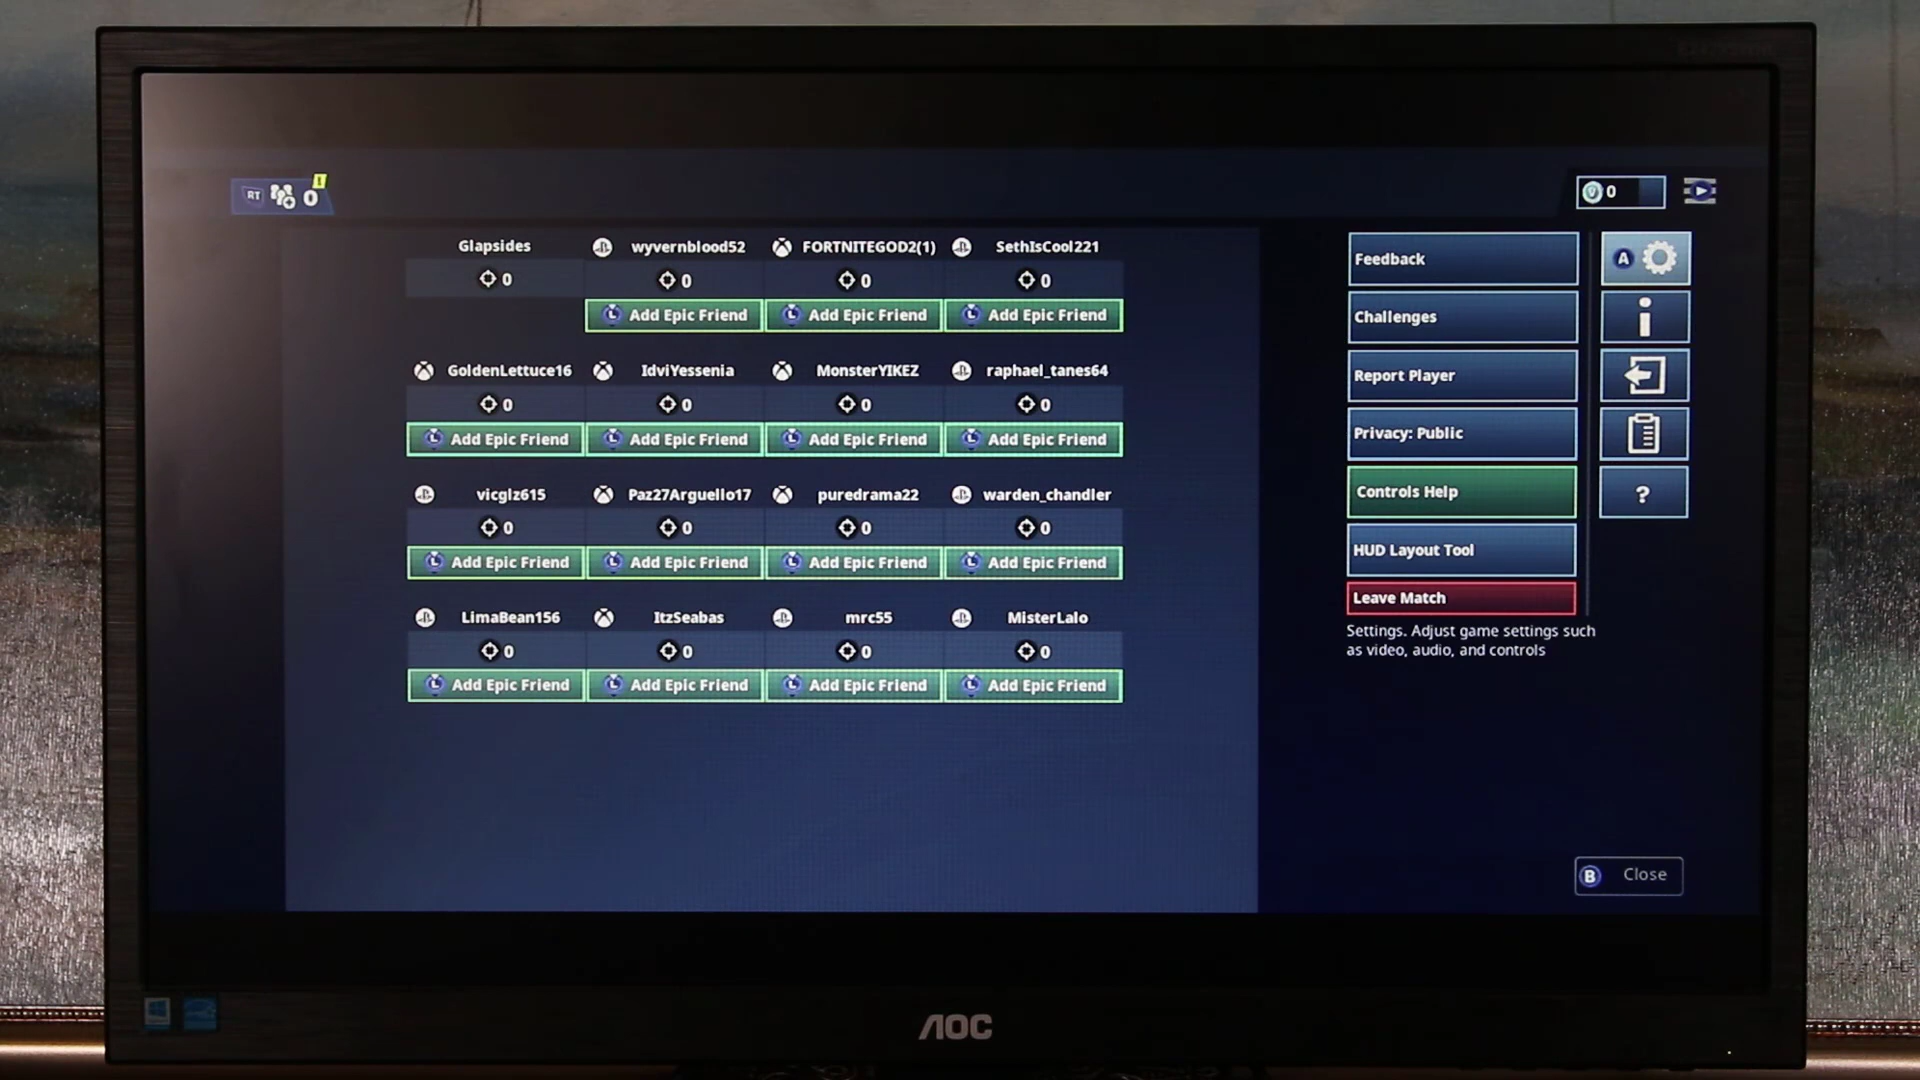 RT 0 !
0
Glapsides wyvernblood52 FORTNITEGOD2(1) SethIsCool221
0 0 0 0
Add Epic Friend Add Epic Friend Add Epic Friend
GoldenLettuce16 IdviYessenia MonsterYIKEZ raphael_tanes64
0 0 0 0
Add Epic Friend Add Epic Friend Add Epic Friend Add Epic Friend
vicglz615 Paz27Arguello17 puredrama22 warden_chandler
0 0 0 0
Add Epic Friend Add Epic Friend Add Epic Friend Add Epic Friend
LimaBean156 ItzSeabas mrc55 MisterLalo
0 0 0 0
Add Epic Friend Add Epic Friend Add Epic Friend Add Epic Friend
Feedback
A
Challenges
Report Player
Privacy: Public
Controls Help
?
HUD Layout Tool
Leave Match
Settings. Adjust game settings such
as video, audio, and controls
B Close
AOC